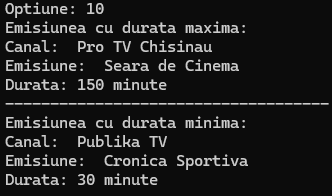 Optiune: 10
Emisiunea cu durata maxima:
Canal:  Pro TV Chisinau
Emisiune:  Seara de Cinema
Durata: 150 minute
-----------------------------------
Emisiunea cu durata minima:
Canal:  Publika TV
Emisiune:  Cronica Sportiva
Durata: 30 minute